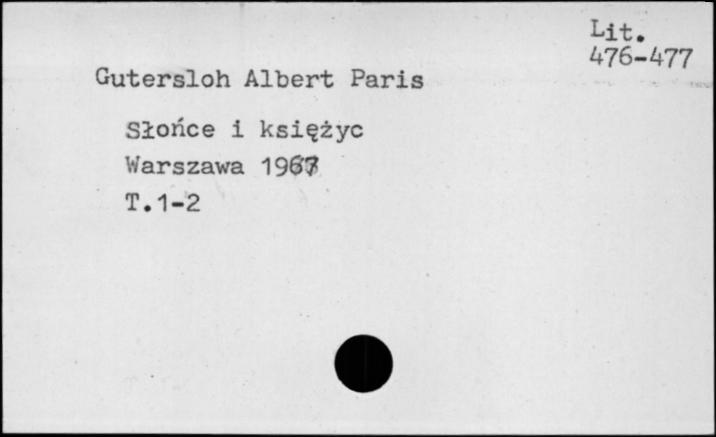 Lit.
476-477
Gutersloh Albert Paris
Słońce i księżyc
Warszawa
T.1-2